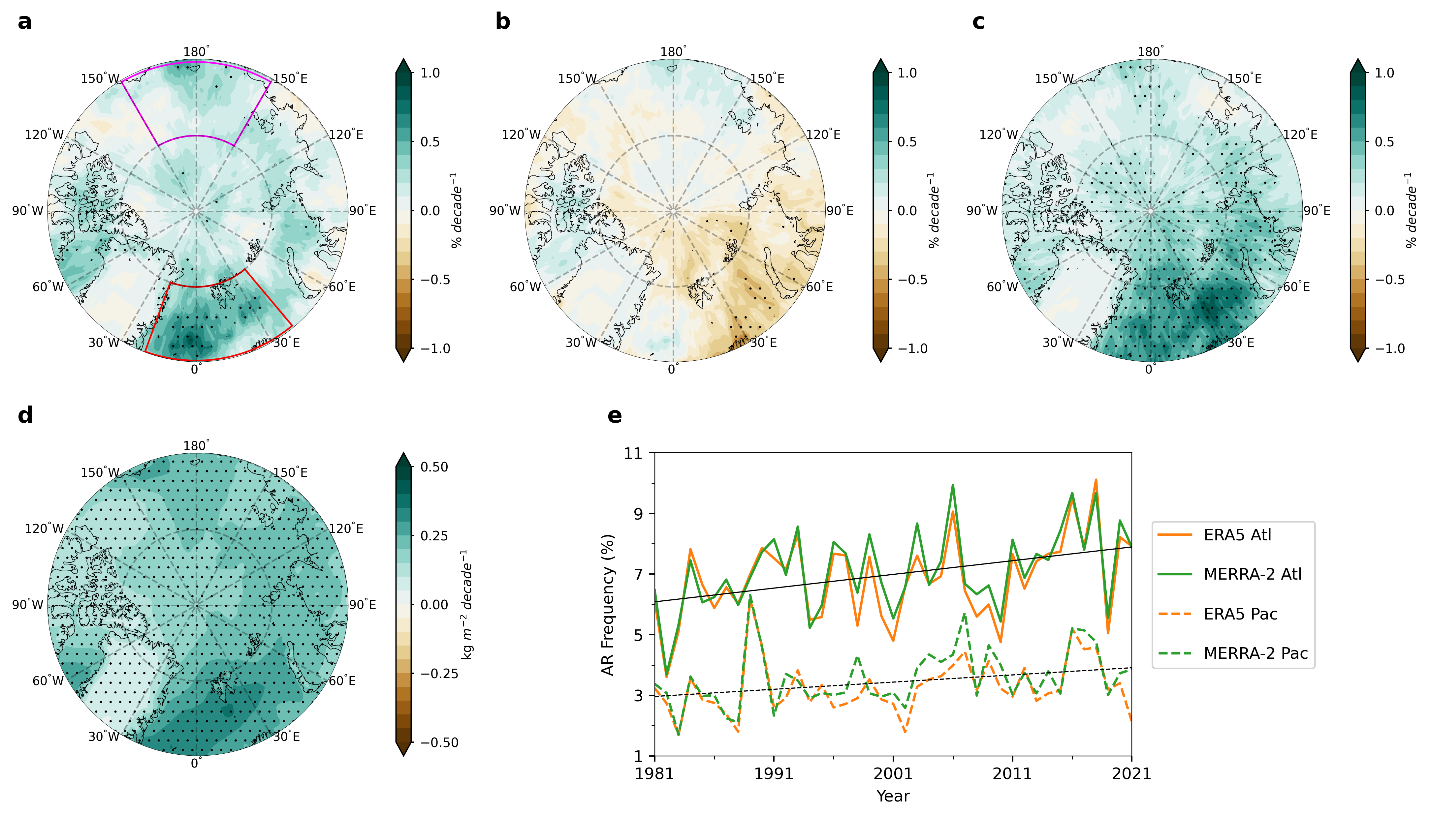 a
180°
150°W
150°E
120°W
120°E
90°W
90°E
60°W
60°E
30°W
30°E
0°
1.0
0.5
0.0
−0.5
−1.0
% decade⁻¹
b
180°
150°W
150°E
120°W
120°E
90°W
90°E
60°W
60°E
30°W
30°E
0°
1.0
0.5
0.0
−0.5
−1.0
% decade⁻¹
c
180°
150°W
150°E
120°W
120°E
90°W
90°E
60°W
60°E
30°W
30°E
0°
1.0
0.5
0.0
−0.5
−1.0
% decade⁻¹
d
180°
150°W
150°E
120°W
120°E
90°W
90°E
60°W
60°E
30°W
30°E
0°
0.50
0.25
0.00
−0.25
−0.50
kg m⁻² decade⁻¹
e
11
9
7
5
3
1
AR Frequency (%)
1981
1991
2001
2011
2021
Year
ERA5 Atl
MERRA-2 Atl
ERA5 Pac
MERRA-2 Pac